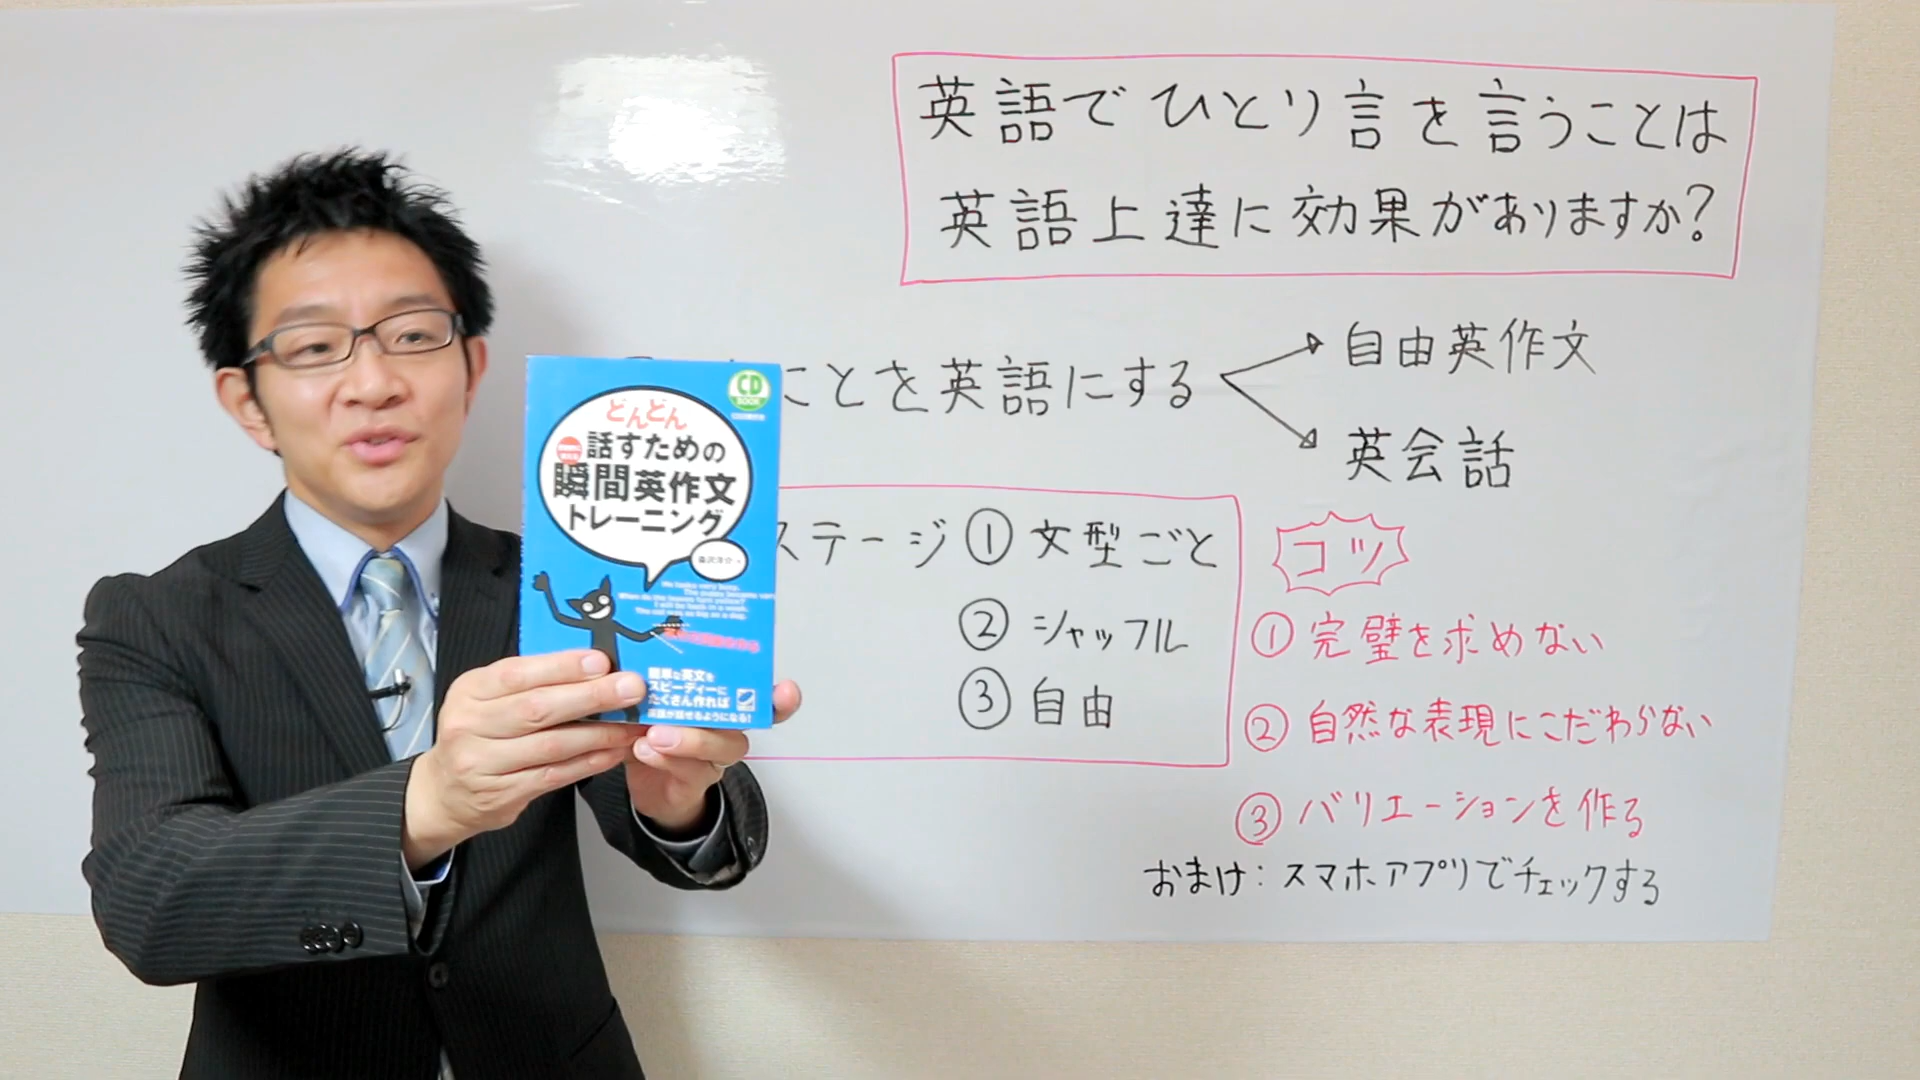 英語でひとり言を言うことは
英語上達に効果がありますか?
ことを英語にする
自由英作文
英会話
ステージ ① 文型ごと
② シャッフル
③ 自由
コツ
① 完璧を求めない
② 自然な表現にこだわらない
③ バリエーションを作る
おまけ:スマホアプリでチェックする
CD
BOOK
どんどん
話すための
瞬間英作文
トレーニング
森沢洋介
簡単な英文を
スピーディーに
たくさん作れば
英語が話せるようになる!